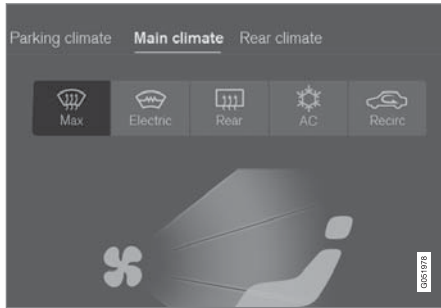 Parking climate Main climate Rear climate
Max Electric Rear AC Recirc
G051978